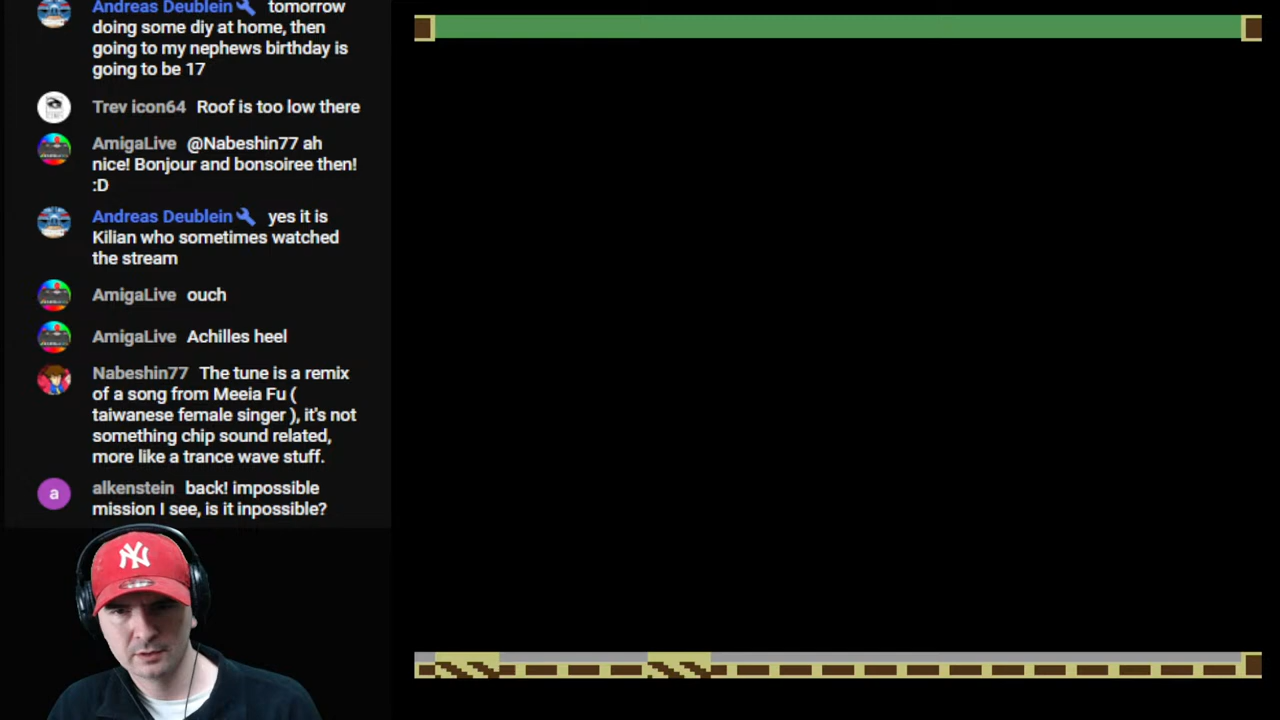 Andreas Deublein tomorrow
doing some diy at home, then
going to my nephews birthday is
going to be 17
Trev icon64 Roof is too low there
AmigaLive @Nabeshin77 ah
nice! Bonjour and bonsoiree then!
:D
Andreas Deublein yes it is
Kilian who sometimes watched
the stream
AmigaLive ouch
AmigaLive Achilles heel
Nabeshin77 The tune is a remix
of a song from Meeia Fu (
taiwanese female singer ), it's not
something chip sound related,
more like a trance wave stuff.
a alkenstein back! impossible
mission I see, is it inpossible?
NY